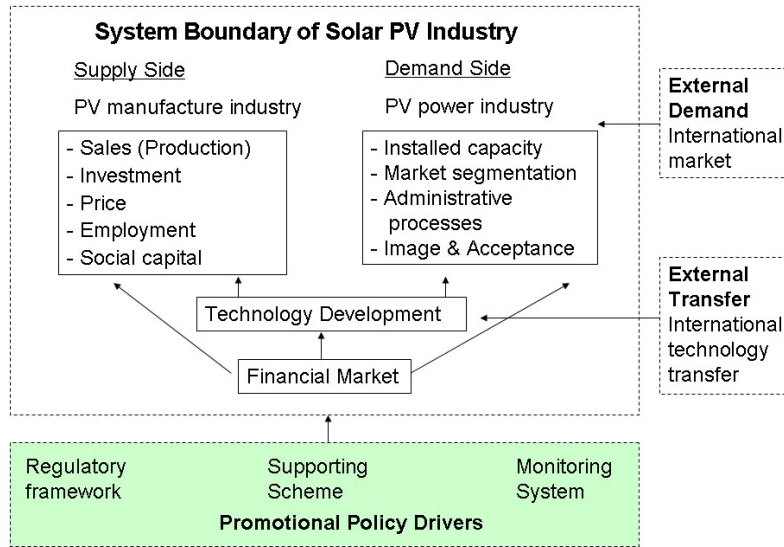 System Boundary of Solar PV Industry
Supply Side
PV manufacture industry
- Sales (Production)
- Investment
- Price
- Employment
- Social capital
Demand Side
PV power industry
- Installed capacity
- Market segmentation
- Administrative
processes
- Image & Acceptance
Technology Development
Financial Market
External
Demand
International
market
External
Transfer
International
technology
transfer
Regulatory
framework
Supporting
Scheme
Monitoring
System
Promotional Policy Drivers